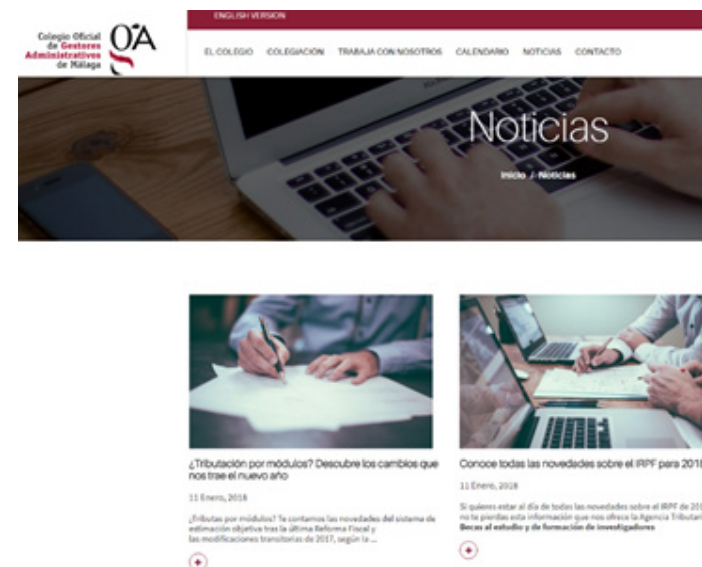 ENGLISH VERSION
Colegio Oficial
de Gestores
Administrativos
de Málaga
EL COLEGIO COLEGIACIÓN TRABAJA CON NOSOTROS CALENDARIO NOTICIAS CONTACTO
Noticias
Inicio / Noticias
¿Tributación por módulos? Descubre los cambios que
nos trae el nuevo año
11 Enero, 2018
¿Tributas por módulos? Te contamos las novedades del sistema de
estimación objetiva tras la última Reforma Fiscal y
las modificaciones transitorias de 2017, según la ...
Conoce todas las novedades sobre el IRPF para 2018
11 Enero, 2018
Si quieres estar al día de todas las novedades sobre el IRPF de
no te pierdas esta información que nos ofrece la Agencia
Becas al estudio y de formación de investigadores